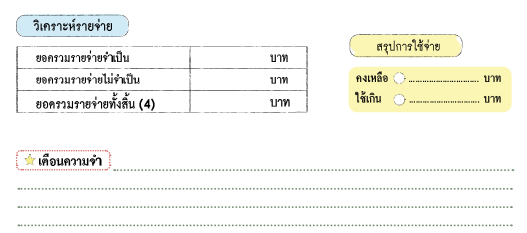 วิเคราะห์รายจ่าย
ยอดรวมรายจ่ายจำเป็น บาท
ยอดรวมรายจ่ายไม่จำเป็น บาท
ยอดรวมรายจ่ายทั้งสิ้น (4) บาท
สรุปการใช้จ่าย
คงเหลือ ............................ บาท
ใช้เกิน ............................ บาท
เตือนความจำ